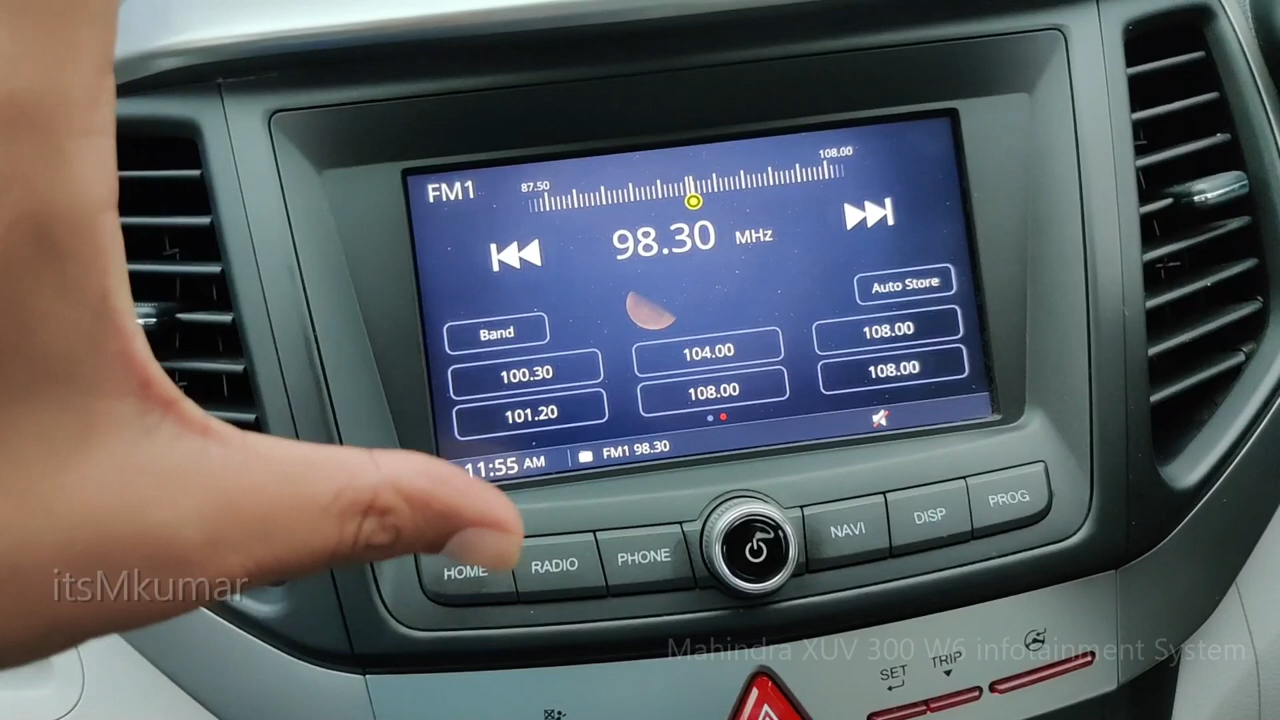 FM1
87.50
108.00
98.30 MHz
Auto Store
Band
100.30
104.00
108.00
101.20
108.00
108.00
11:55 AM
FM1 98.30
HOME
RADIO
PHONE
NAVI
DISP
PROG
SET
TRIP
itsMkumar
Mahindra XUV 300 W6 infotainment System